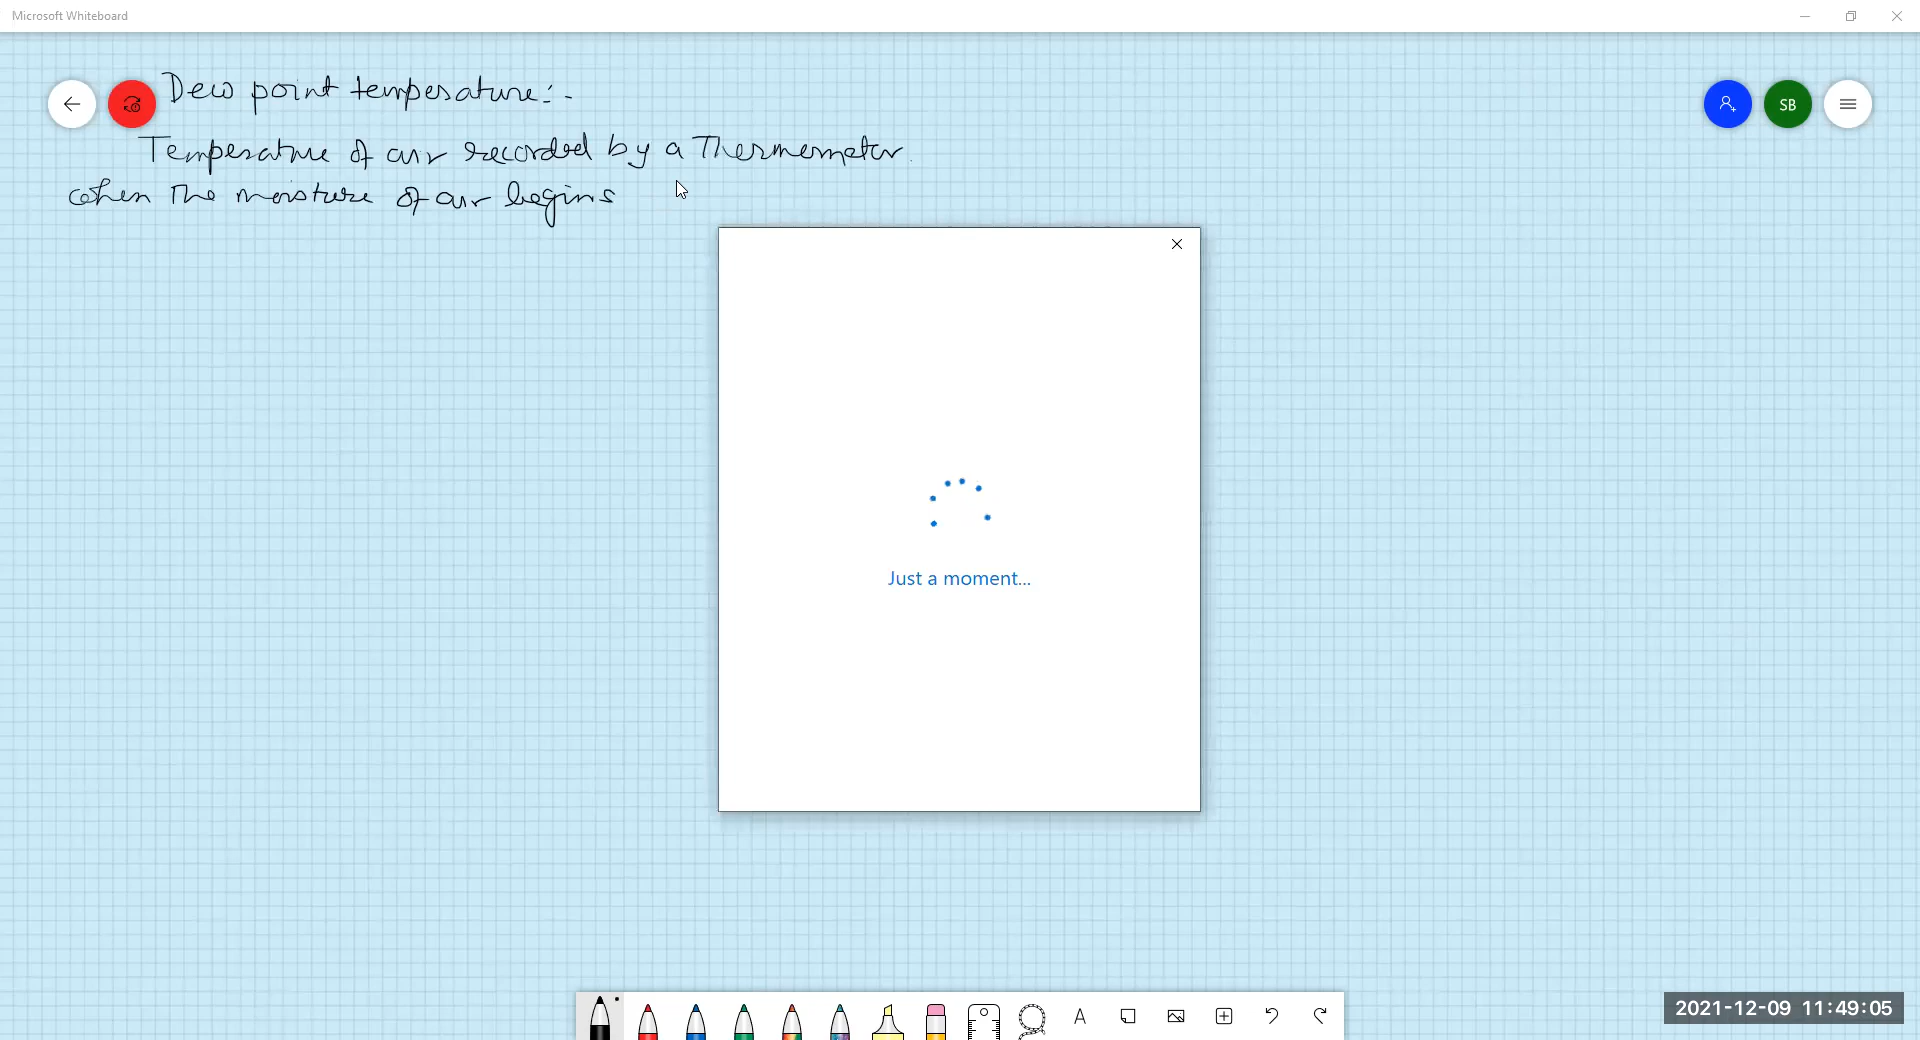 Microsoft Whiteboard
Dew point temperature:-
Temperature of air recorded by a Thermometor.
when the moisture of air begins
SB
Just a moment...
A
2021-12-09 11:49:05